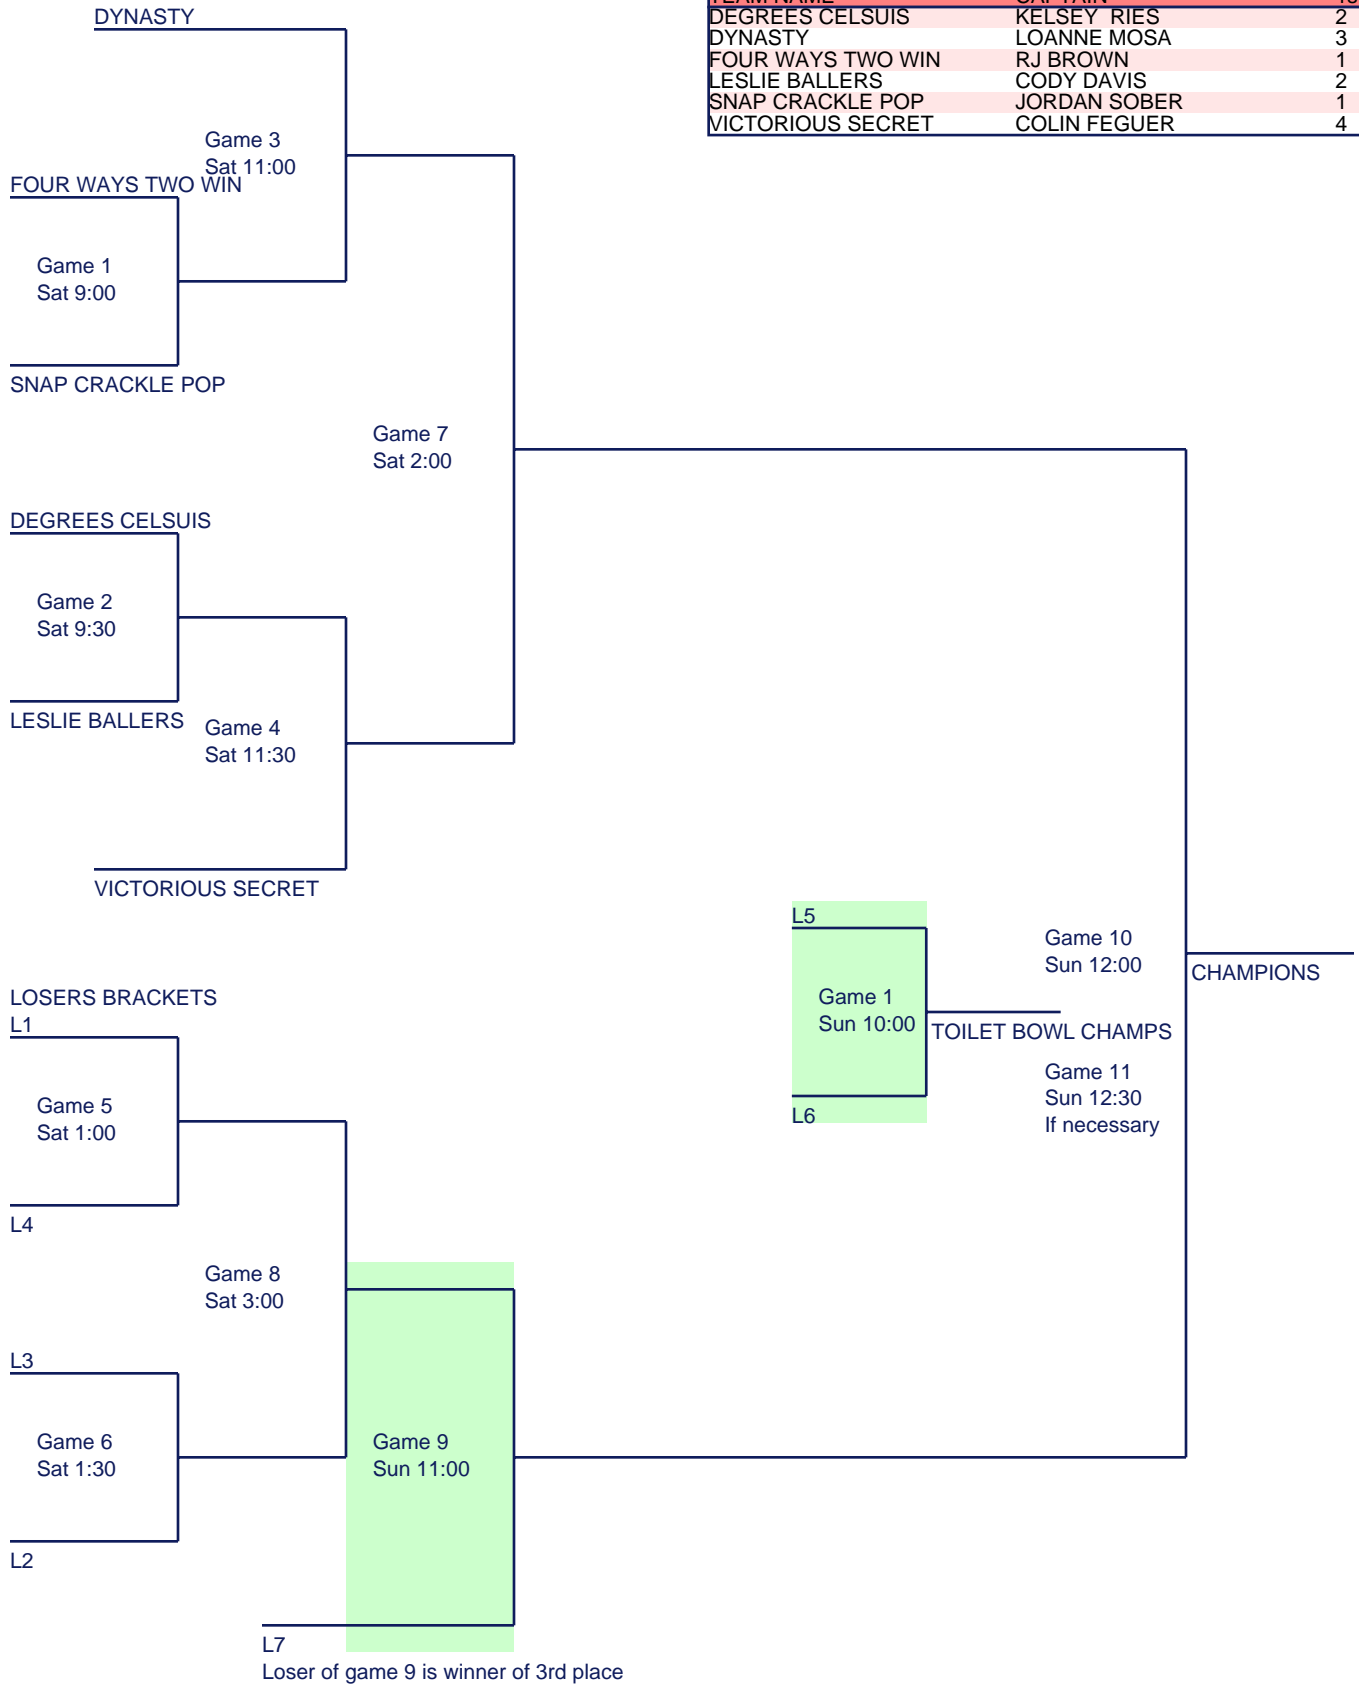 DYNASTY
TEAM NAME CAPTAIN
DEGREES CELSUIS KELSEY RIES 2
DYNASTY LOANNE MOSA 3
FOUR WAYS TWO WIN RJ BROWN 1
LESLIE BALLERS CODY DAVIS 2
SNAP CRACKLE POP JORDAN SOBER 1
VICTORIOUS SECRET COLIN FEGUER 4
Game 3
Sat 11:00
FOUR WAYS TWO WIN
Game 1
Sat 9:00
SNAP CRACKLE POP
Game 7
Sat 2:00
DEGREES CELSUIS
Game 2
Sat 9:30
LESLIE BALLERS
Game 4
Sat 11:30
VICTORIOUS SECRET
L5
Game 10
Sun 12:00
CHAMPIONS
Game 1
Sun 10:00
TOILET BOWL CHAMPS
Game 11
Sun 12:30
If necessary
L6
LOSERS BRACKETS
L1
Game 5
Sat 1:00
L4
Game 8
Sat 3:00
L3
Game 6
Sat 1:30
Game 9
Sun 11:00
L2
L7
Loser of game 9 is winner of 3rd place